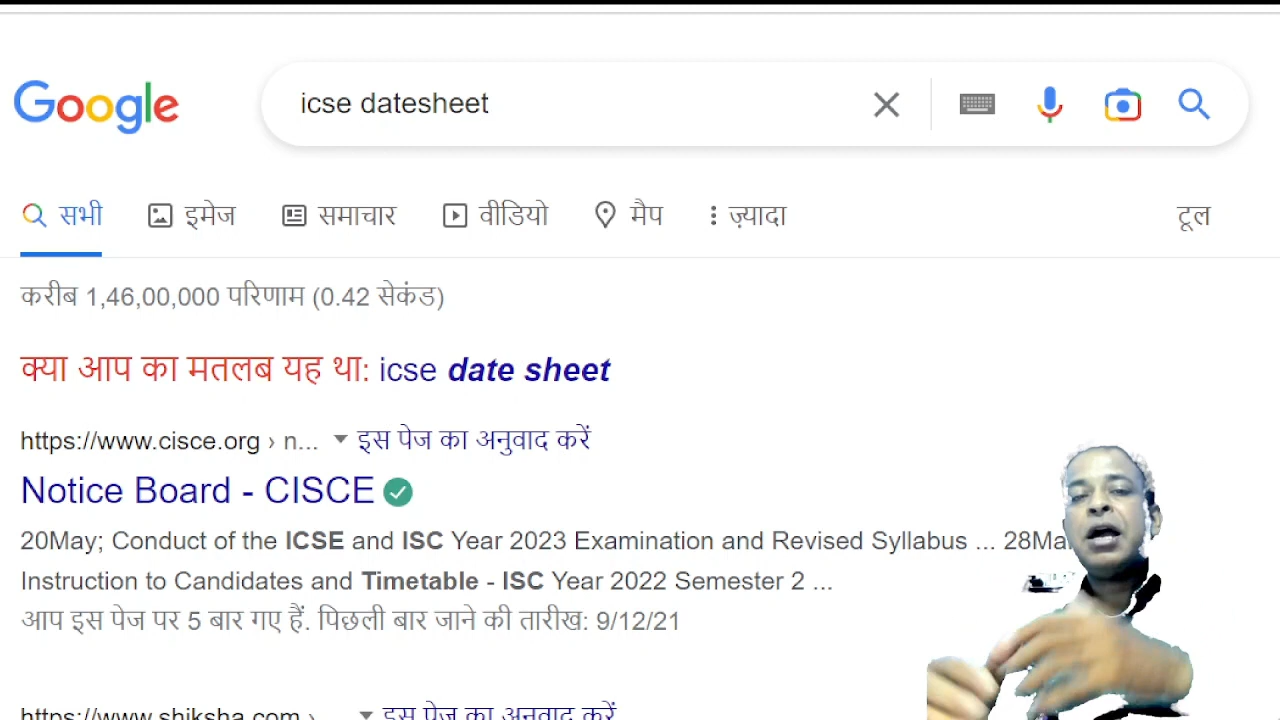 Google
icse datesheet
सभी इमेज समाचार वीडियो मैप ज़्यादा टूल
करीब 1,46,00,000 परिणाम (0.42 सेकंड)
क्या आप का मतलब यह था: icse date sheet
https://www.cisce.org › n... इस पेज का अनुवाद करें
Notice Board - CISCE
20May; Conduct of the ICSE and ISC Year 2023 Examination and Revised Syllabus ... 28Ma
Instruction to Candidates and Timetable - ISC Year 2022 Semester 2 ...
आप इस पेज पर 5 बार गए हैं. पिछली बार जाने की तारीख: 9/12/21
https://www.shiksha.com › इस पेज का अनुवाद करें